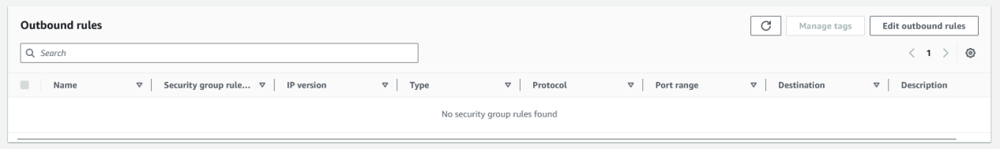 Outbound rules
Manage tags
Edit outbound rules
Search
1
Name
Security group rule...
IP version
Type
Protocol
Port range
Destination
Description
No security group rules found